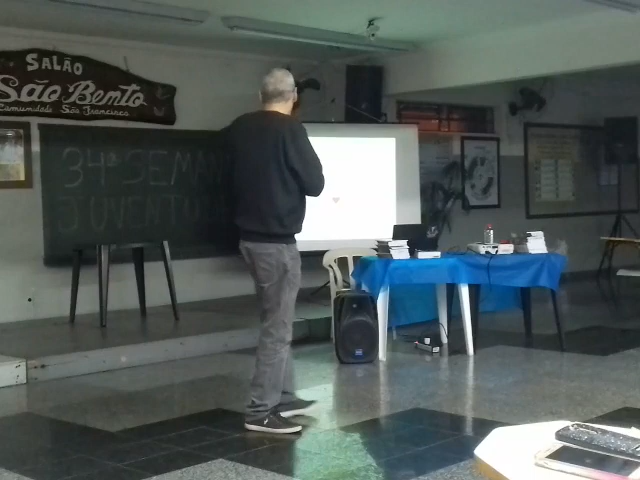 SALÃO
São Bento
Comunidade São Francisco
34ª SEMAN
JUVENTU